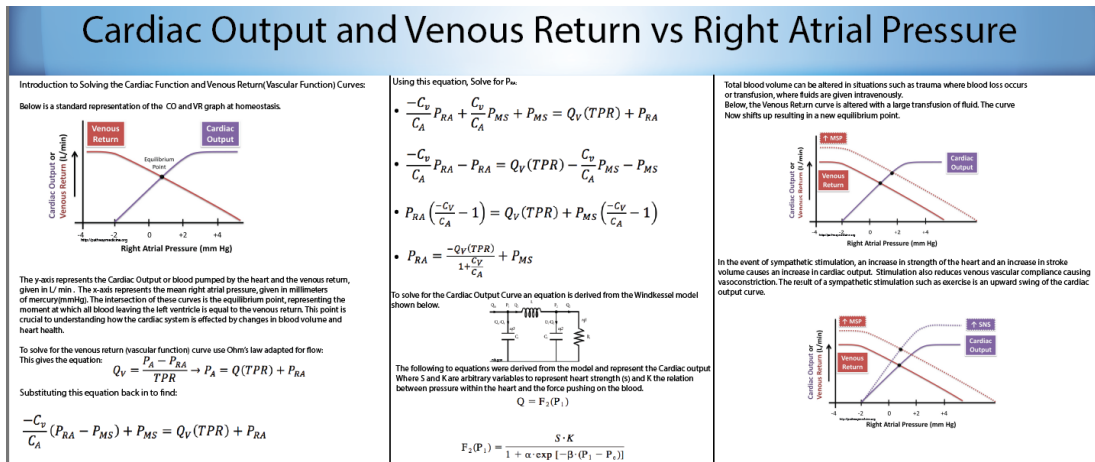 Cardiac Output and Venous Return vs Right Atrial Pressure
Introduction to Solving the Cardiac Function and Venous Return(Vascular Function) Curves:
Below is a standard representation of the CO and VR graph at homeostasis.
Venous
Return
Cardiac
Output
Equilibrium
Point
Cardiac Output or
Venous Return (L/min)
-4
-2
0
+2
+4
Right Atrial Pressure (mm Hg)
The y-axis represents the Cardiac Output or blood pumped by the heart and the venous return,
given in L/ min . The x-axis represents the mean right atrial pressure, given in millimeters
of mercury(mmHg). The intersection of these curves is the equilibrium point, representing the
moment at which all blood leaving the left ventricle is equal to the venous return. This point is
crucial to understanding how the cardiac system is effected by changes in blood volume and
heart health.
To solve for the venous return (vascular function) curve use Ohm's law adapted for flow:
This gives the equation:
Q_V = (P_A − P_RA)/TPR → P_A = Q(TPR) + P_RA
Substituting this equation back in to find:
−C_v/C_A (P_RA − P_MS) + P_MS = Q_V(TPR) + P_RA
Using this equation, Solve for P_RA:
• −C_v/C_A P_RA + C_v/C_A P_MS + P_MS = Q_V(TPR) + P_RA
• −C_v/C_A P_RA − P_RA = Q_V(TPR) − C_v/C_A P_MS − P_MS
• P_RA (−C_V/C_A − 1) = Q_V(TPR) + P_MS (−C_V/C_A − 1)
• P_RA = −Q_V(TPR)/(1+C_V/C_A) + P_MS
To solve for the Cardiac Output Curve an equation is derived from the Windkessel model
shown below.
The following to equations were derived from the model and represent the Cardiac output
Where S and K are arbitrary variables to represent heart strength (s) and K the relation
between pressure within the heart and the force pushing on the blood.
Q = F₂(P₁)
F₂(P₁) = S·K / (1 + α·exp [−β·(P₁ − P₀)])
Total blood volume can be altered in situations such as trauma where blood loss occurs
or transfusion, where fluids are given intravenously.
Below, the Venous Return curve is altered with a large transfusion of fluid. The curve
Now shifts up resulting in a new equilibrium point.
↑ MSP
Venous
Return
Cardiac
Output
Cardiac Output or
Venous Return (L/min)
-4
-2
0
+2
+4
Right Atrial Pressure (mm Hg)
In the event of sympathetic stimulation, an increase in strength of the heart and an increase in stroke
volume causes an increase in cardiac output. Stimulation also reduces venous vascular compliance causing
vasoconstriction. The result of a sympathetic stimulation such as exercise is an upward swing of the cardiac
output curve.
↑ MSP
Venous
Return
↑ SNS
Cardiac
Output
Cardiac Output or
Venous Return (L/min)
-4
-2
0
+2
+4
Right Atrial Pressure (mm Hg)